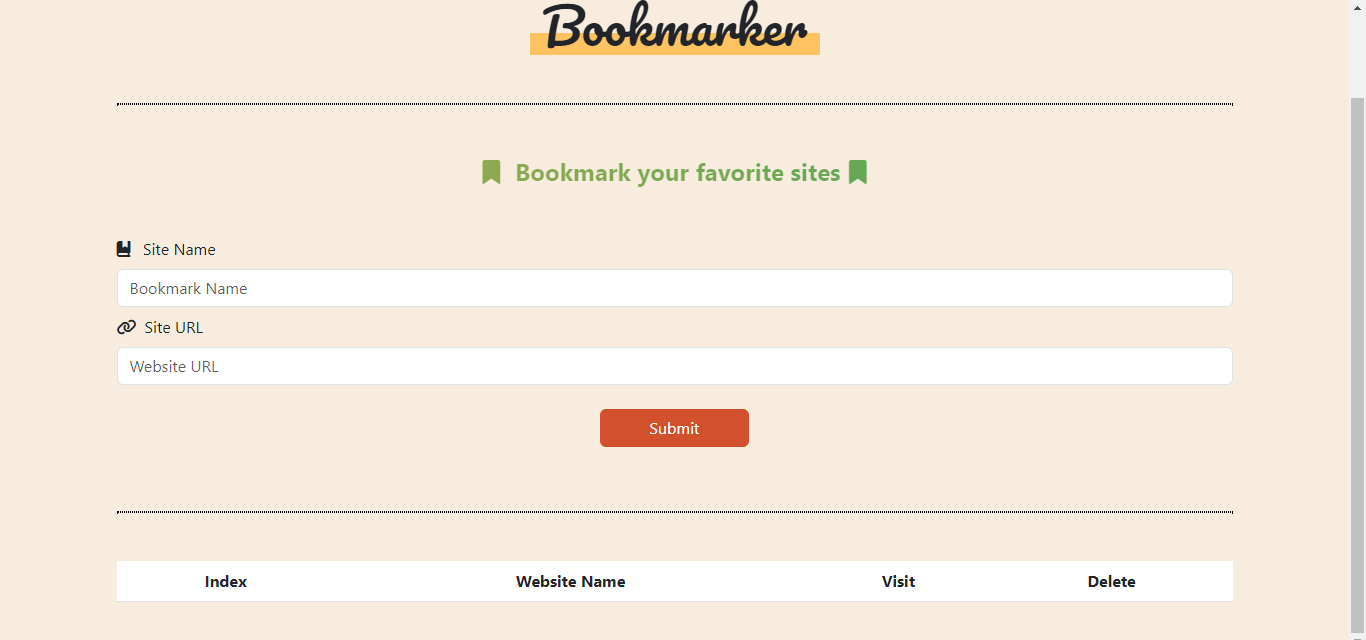 Bookmarker
Bookmark your favorite sites
Site Name
Bookmark Name
Site URL
Website URL
Submit
Index Website Name Visit Delete